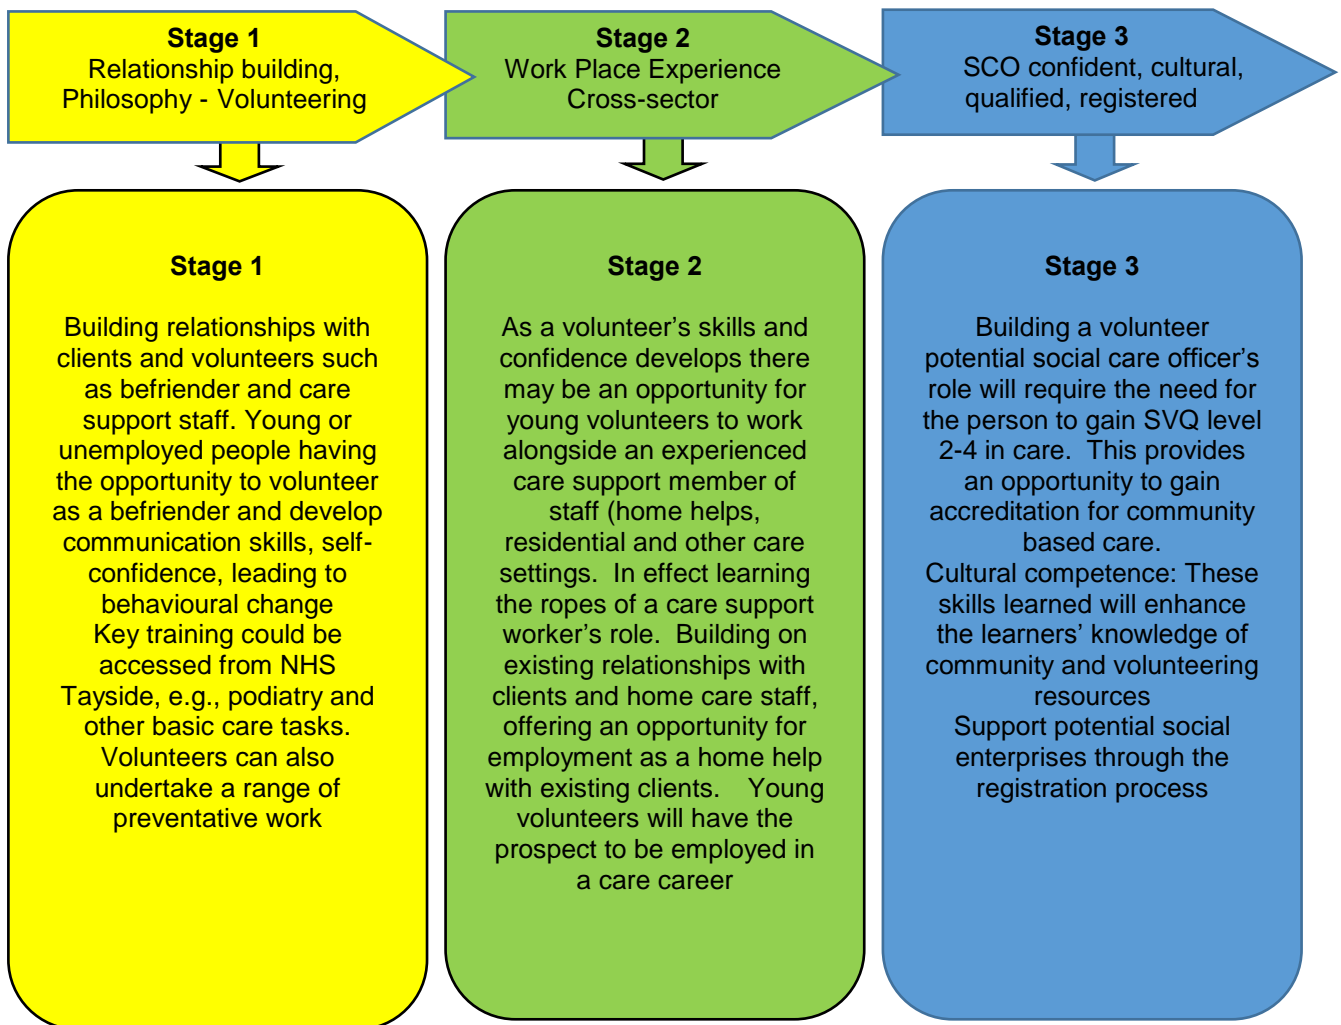 Stage 1
Relationship building,
Philosophy - Volunteering
Stage 2
Work Place Experience
Cross-sector
Stage 3
SCO confident, cultural,
qualified, registered
Stage 1
Building relationships with
clients and volunteers such
as befriender and care
support staff. Young or
unemployed people having
the opportunity to volunteer
as a befriender and develop
communication skills, self-
confidence, leading to
behavioural change
Key training could be
accessed from NHS
Tayside, e.g., podiatry and
other basic care tasks.
Volunteers can also
undertake a range of
preventative work
Stage 2
As a volunteer’s skills and
confidence develops there
may be an opportunity for
young volunteers to work
alongside an experienced
care support member of
staff (home helps,
residential and other care
settings.  In effect learning
the ropes of a care support
worker’s role.  Building on
existing relationships with
clients and home care staff,
offering an opportunity for
employment as a home help
with existing clients.    Young
volunteers will have the
prospect to be employed in
a care career
Stage 3
Building a volunteer
potential social care officer’s
role will require the need for
the person to gain SVQ level
2-4 in care.  This provides
an opportunity to gain
accreditation for community
based care.
Cultural competence: These
skills learned will enhance
the learners’ knowledge of
community and volunteering
resources
Support potential social
enterprises through the
registration process